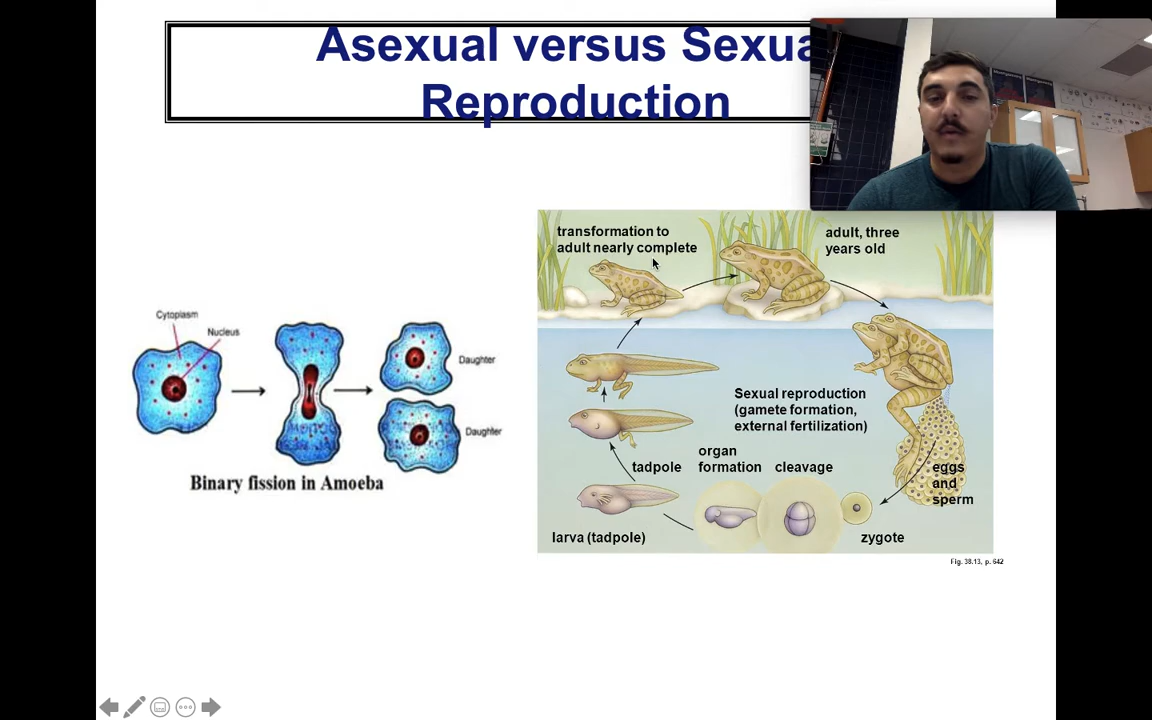 Asexual versus Sexua
Reproduction
transformation to
adult nearly complete
adult, three
years old
Cytoplasm
Nucleus
Daughter
Daughter
Binary fission in Amoeba
Sexual reproduction
(gamete formation,
external fertilization)
organ
formation
cleavage
tadpole
eggs
and
sperm
larva (tadpole)
zygote
Fig. 38.13, p. 642